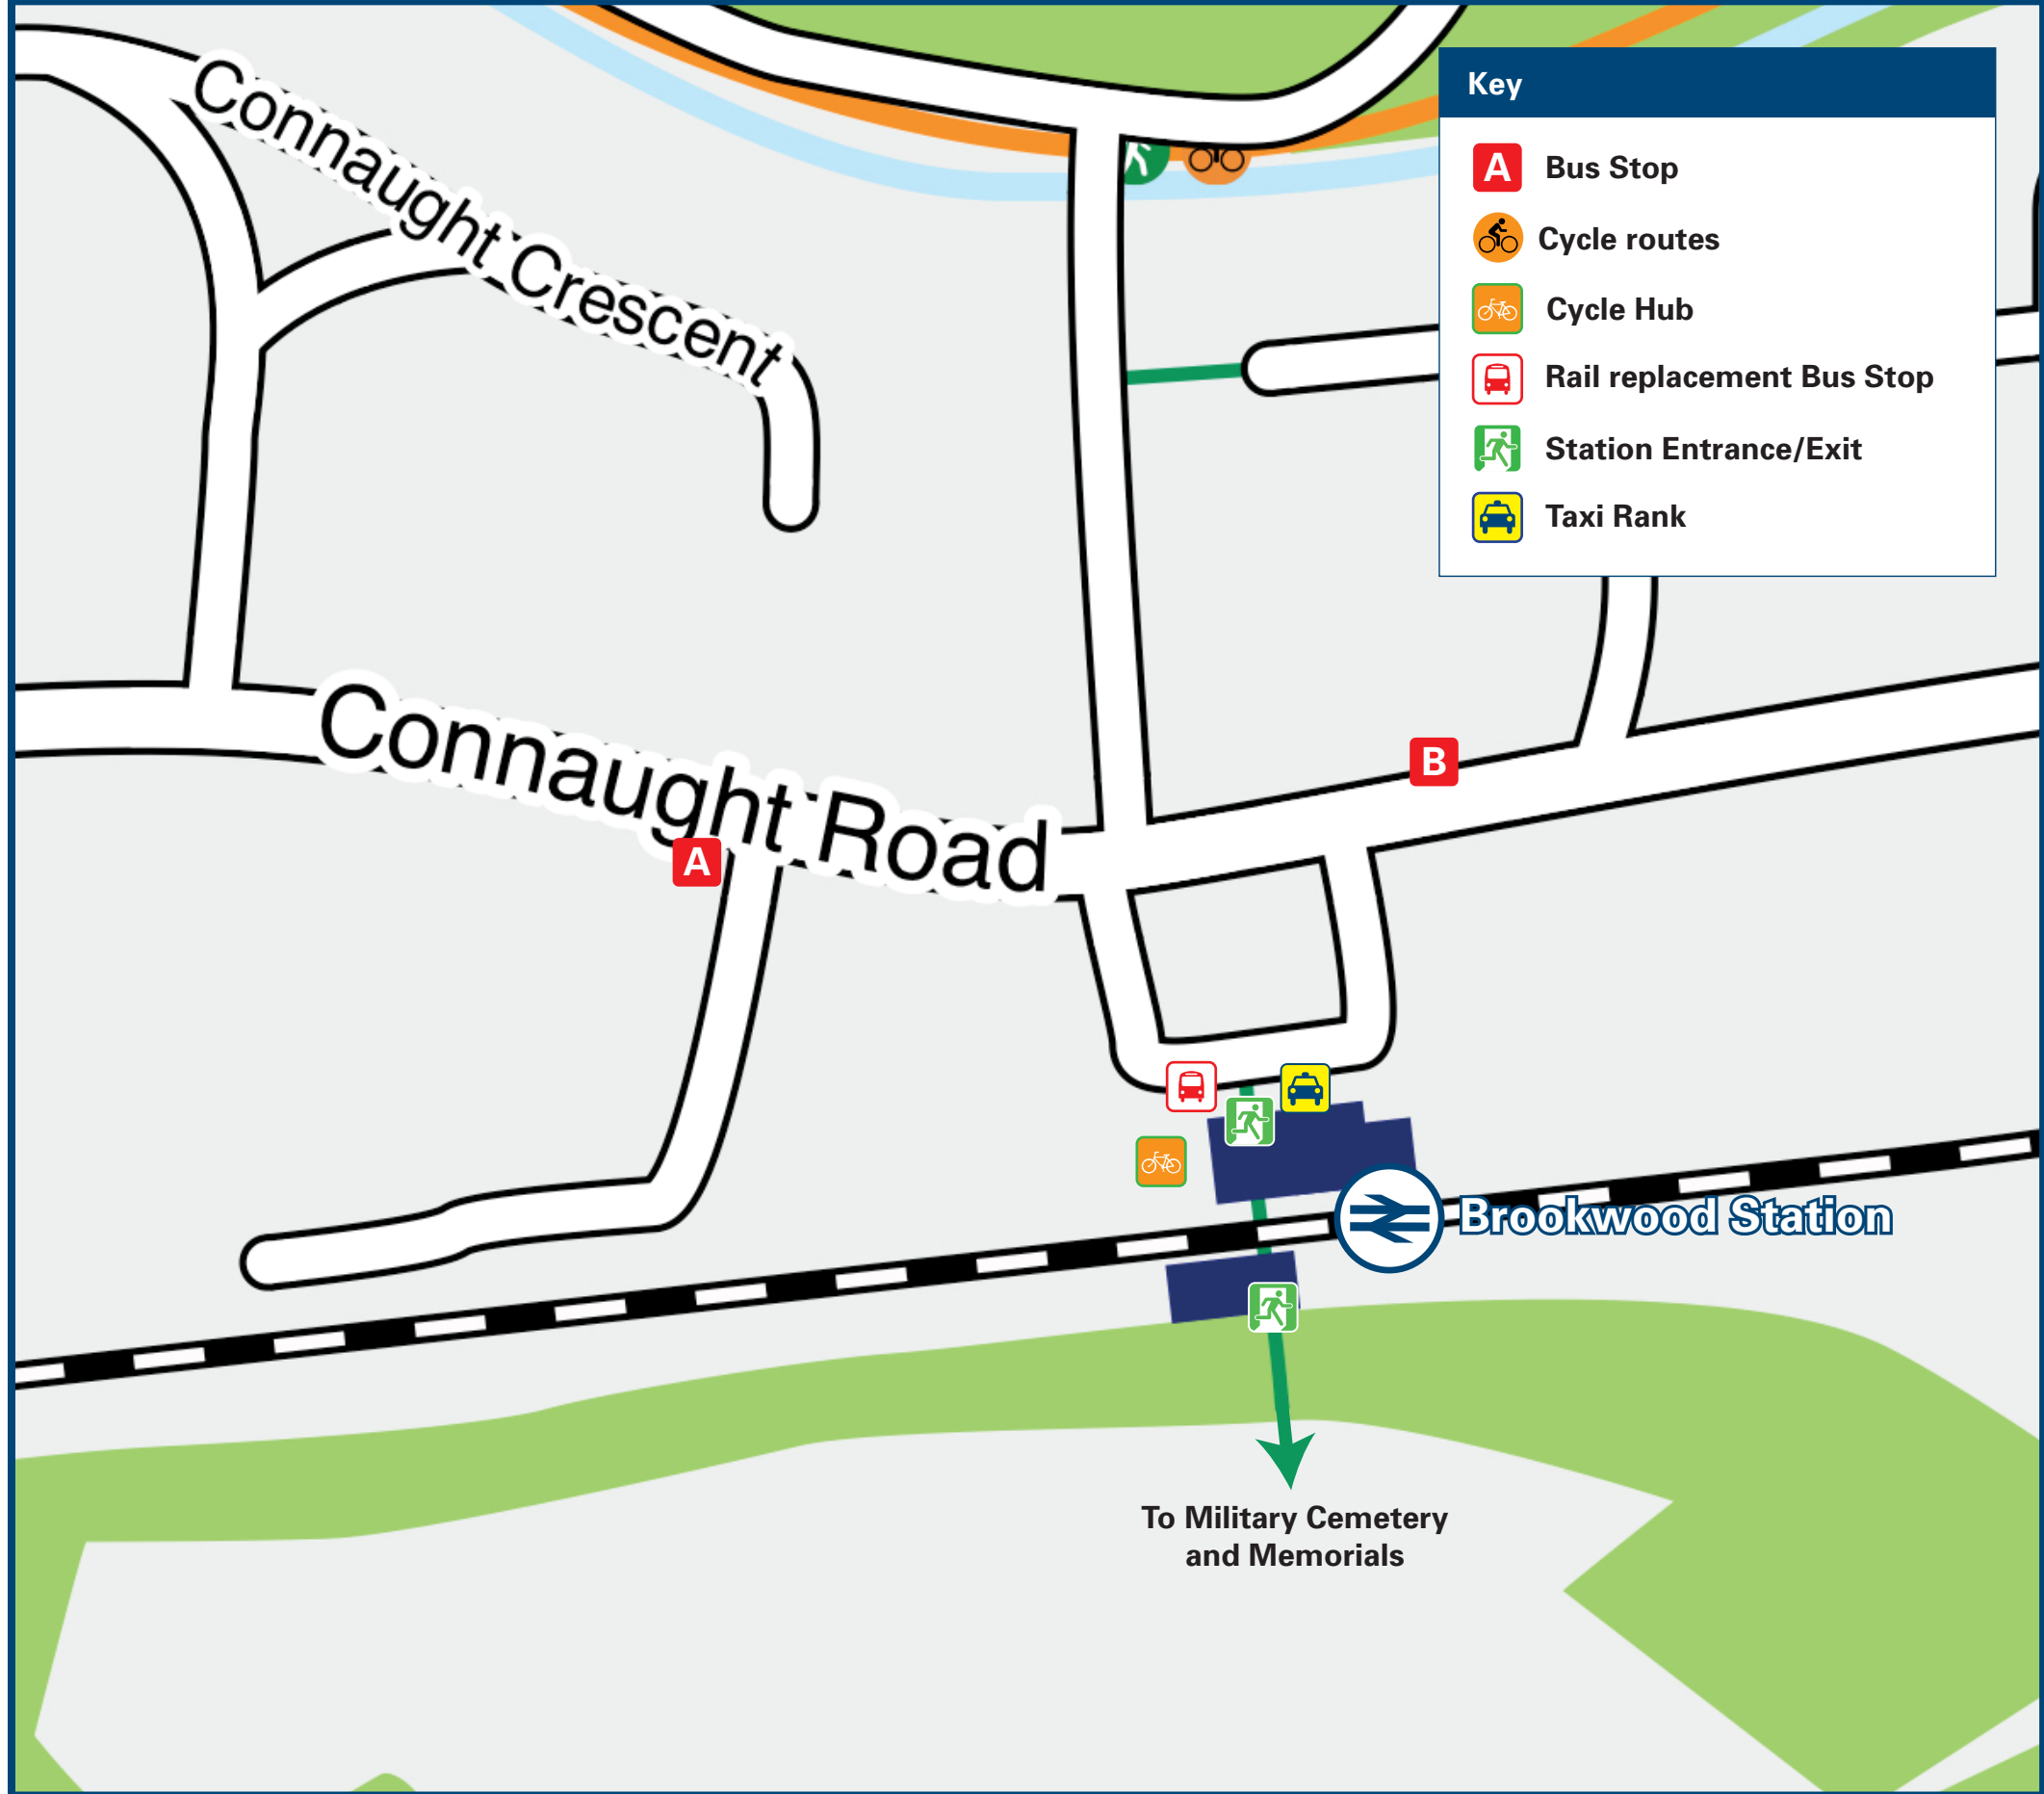 Connaught Crescent
Key
A Bus Stop
Cycle routes
Cycle Hub
Rail replacement Bus Stop
Station Entrance/Exit
Taxi Rank
Connaught Road
B
A
Brookwood Station
To Military Cemetery
and Memorials